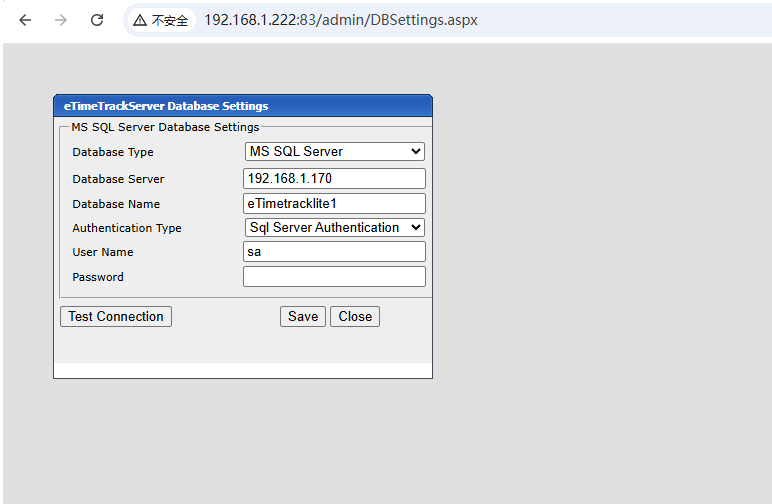 不安全 192.168.1.222:83/admin/DBSettings.aspx
eTimeTrackServer Database Settings
MS SQL Server Database Settings
Database Type MS SQL Server
Database Server 192.168.1.170
Database Name eTimetracklite1
Authentication Type Sql Server Authentication
User Name sa
Password
Test Connection Save Close